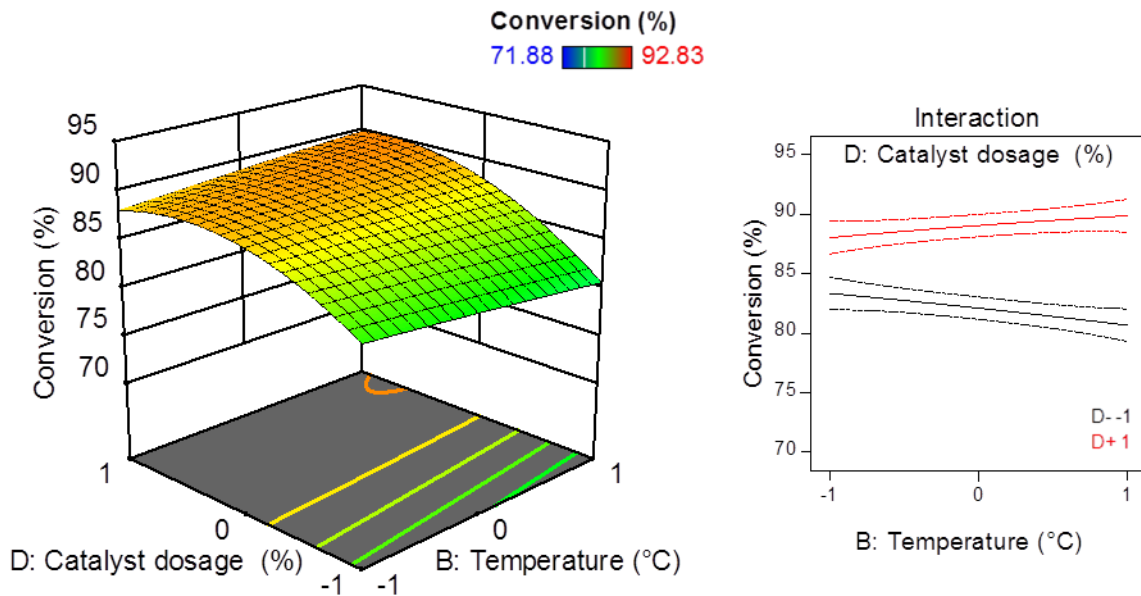 Conversion (%)
71.88 92.83
95
90
85
80
75
70
Conversion (%)
1
0
-1
D: Catalyst dosage (%)
-1
0
1
B: Temperature (°C)
Interaction
D: Catalyst dosage (%)
95
90
85
80
75
70
Conversion (%)
D- -1
D+ 1
-1 0 1
B: Temperature (°C)